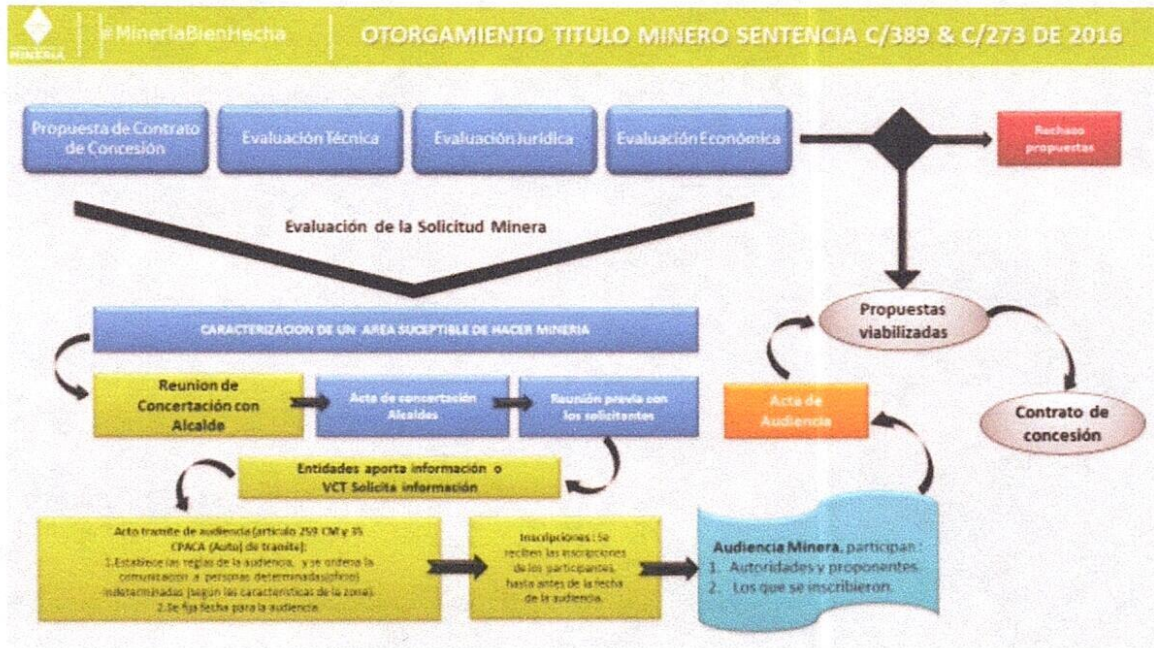 MINERIA
#MineríaBienHecha
OTORGAMIENTO TITULO MINERO SENTENCIA C/389 & C/273 DE 2016
Propuesta de Contrato
de Concesión
Evaluación Técnica
Evaluación Jurídica
Evaluación Económica
Rechazo
propuestas
Evaluación de la Solicitud Minera
CARACTERIZACION DE UN AREA SUCEPTIBLE DE HACER MINERIA
Propuestas
viabilizadas
Reunion de
Concertación con
Alcalde
Acta de concertación
Alcaldes
Reunión previa con
los solicitantes
Acta de
Audiencia
Contrato de
concesión
Entidades aporta información o
VCT Solicita información
Acto tramite de audiencia (articulo 259 CM y 35
CPACA (Auto) de tramite):
1.Establece las reglas de la audiencia, y se ordena la
comunicación a personas determinadas(oficio)
indeterminadas (según las características de la zona).
2.Se fija fecha para la audiencia.
Inscripciones: Se
reciben las inscripciones
de los participantes,
hasta antes de la fecha
de la audiencia.
Audiencia Minera, participan :
1. Autoridades y proponentes.
2. Los que se inscribieron.